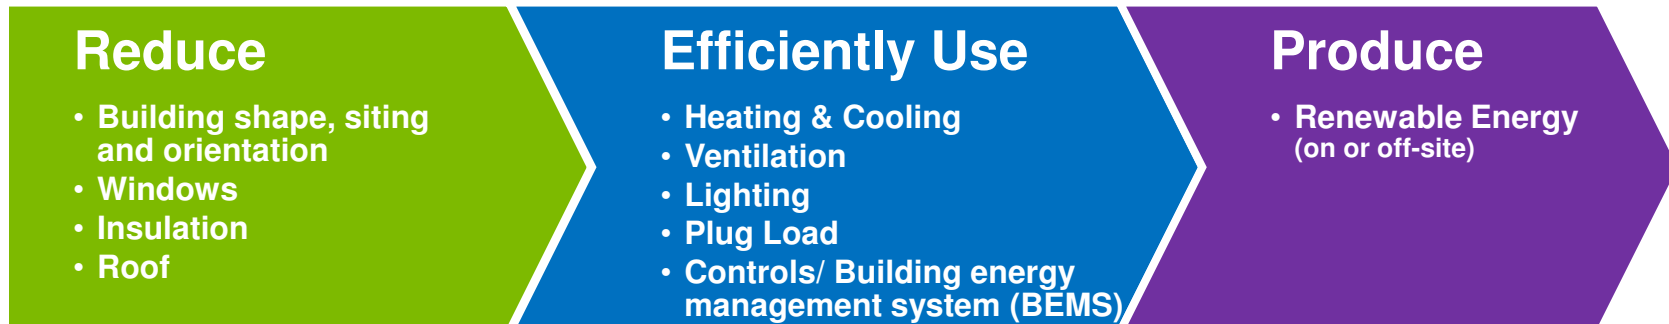 Reduce
• Building shape, siting
and orientation
• Windows
• Insulation
• Roof
Efficiently Use
• Heating & Cooling
• Ventilation
• Lighting
• Plug Load
• Controls/ Building energy
management system (BEMS)
Produce
• Renewable Energy
(on or off-site)